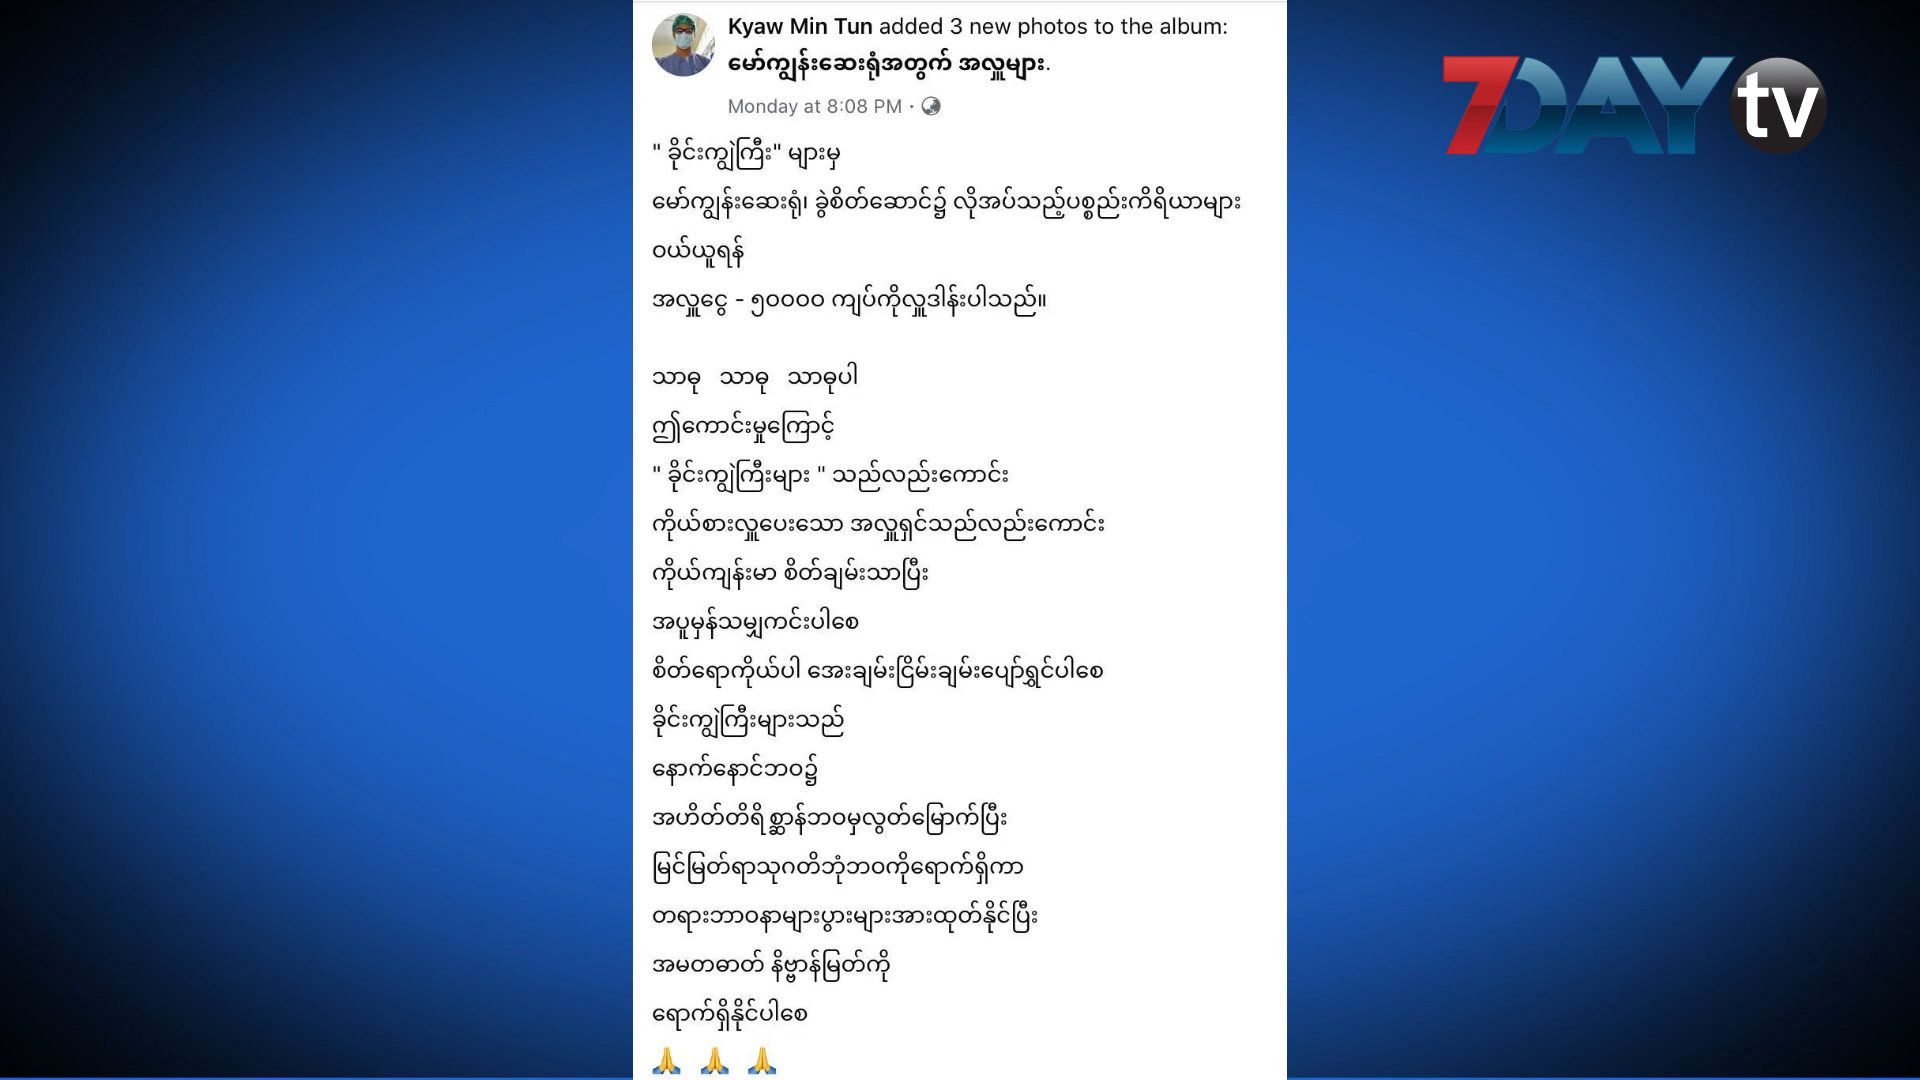 Kyaw Min Tun added 3 new photos to the album:
မော်ကျွန်းဆေးရုံအတွက် အလှူများ.
Monday at 8:08 PM ·
7DAY tv
" ခိုင်းကျွဲကြီး" များမှ
မော်ကျွန်းဆေးရုံ၊ ခွဲစိတ်ဆောင်၌ လိုအပ်သည့်ပစ္စည်းကိရိယာများ
ဝယ်ယူရန်
အလှူငွေ - ၅၀၀၀၀ ကျပ်ကိုလှူဒါန်းပါသည်။
သာဓု သာဓု သာဓုပါ
ဤကောင်းမှုကြောင့်
" ခိုင်းကျွဲကြီးများ " သည်လည်းကောင်း
ကိုယ်စားလှူပေးသော အလှူရှင်သည်လည်းကောင်း
ကိုယ်ကျန်းမာ စိတ်ချမ်းသာပြီး
အပူမှန်သမျှကင်းပါစေ
စိတ်ရောကိုယ်ပါ အေးချမ်းငြိမ်းချမ်းပျော်ရွှင်ပါစေ
ခိုင်းကျွဲကြီးများသည်
နောက်နောင်ဘဝ၌
အဟိတ်တိရိစ္ဆာန်ဘဝမှလွတ်မြောက်ပြီး
မြင်မြတ်ရာသုဂတိဘုံဘဝကိုရောက်ရှိကာ
တရားဘာဝနာများပွားများအားထုတ်နိုင်ပြီး
အမတဓာတ် နိဗ္ဗာန်မြတ်ကို
ရောက်ရှိနိုင်ပါစေ
🙏 🙏 🙏